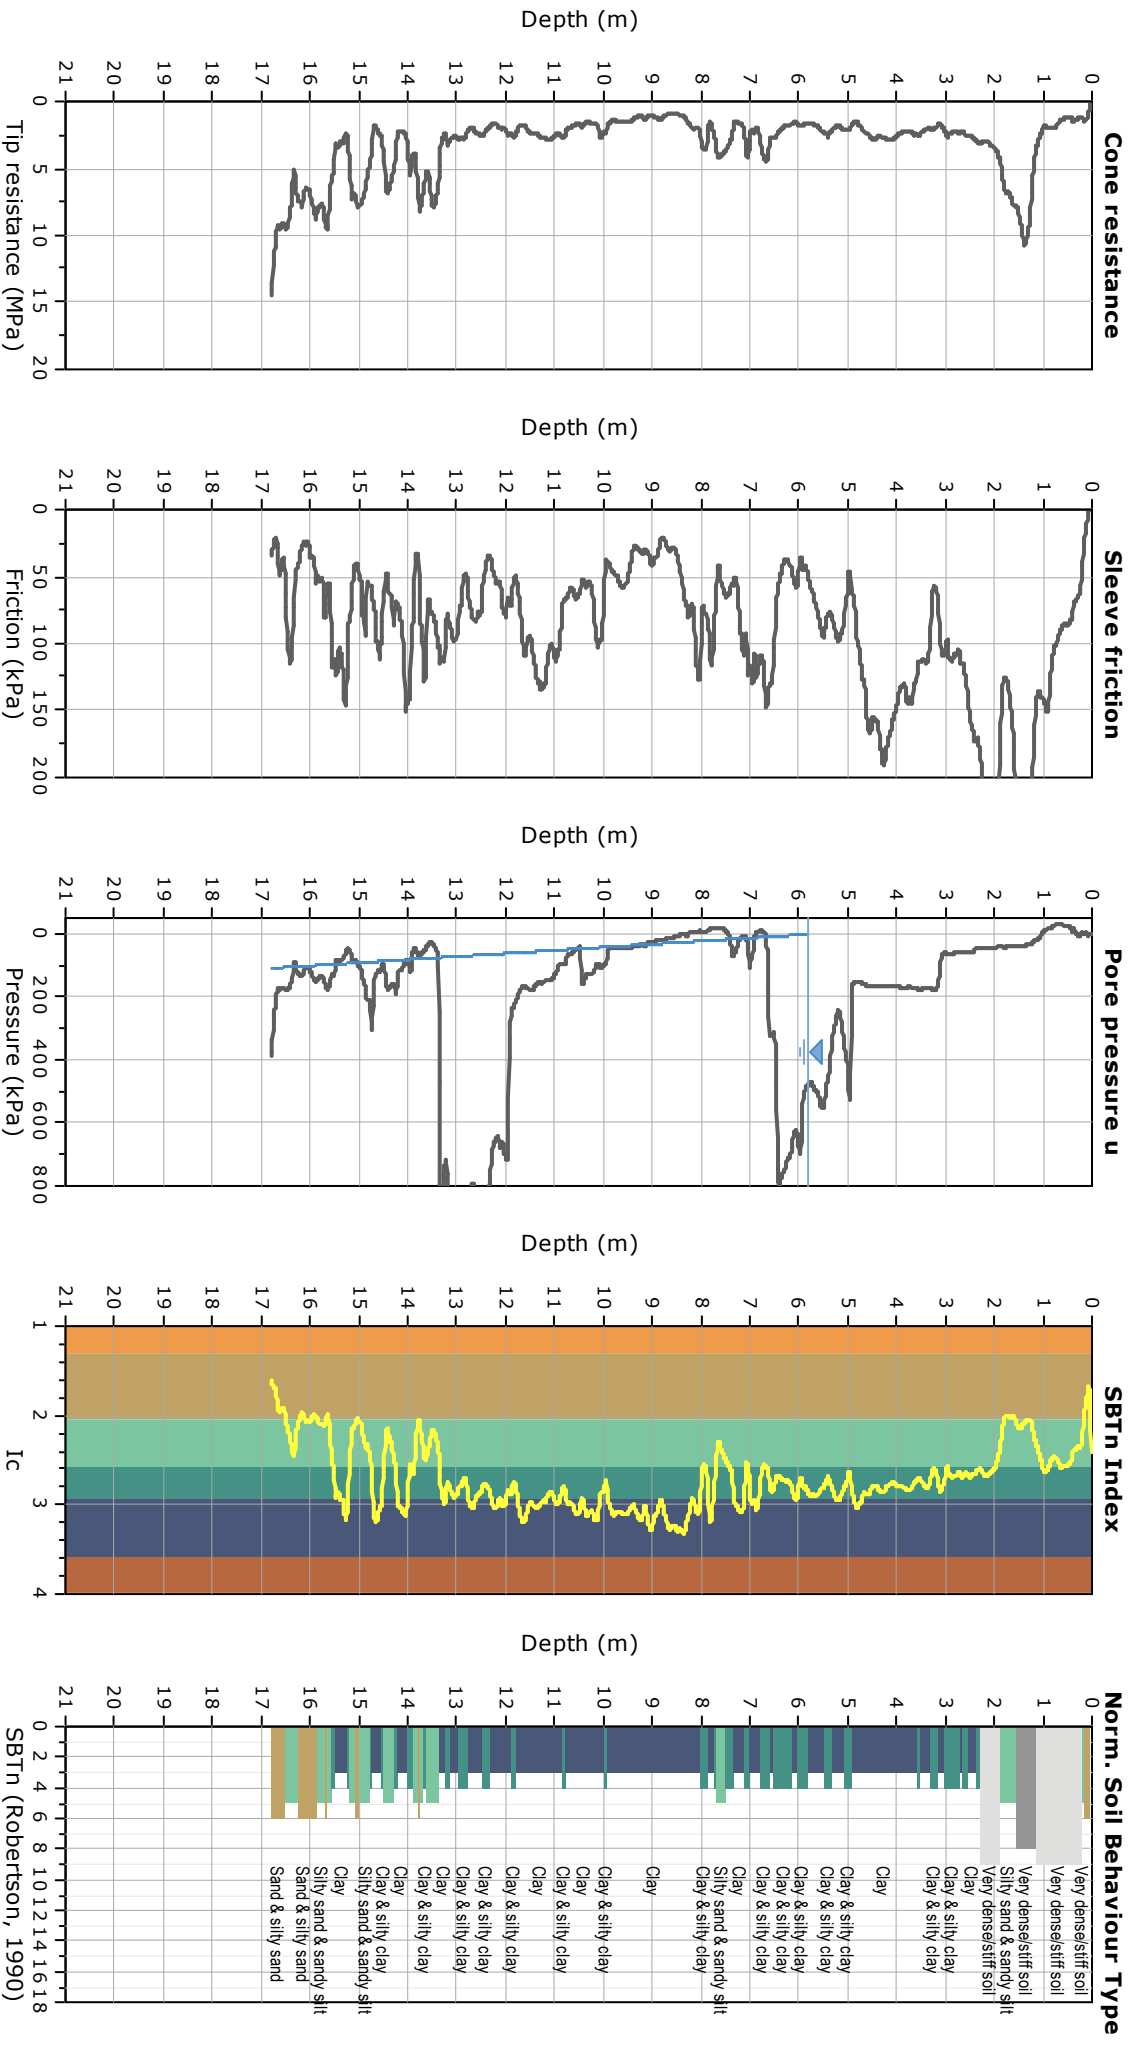 Cone resistance
Depth (m)
0
1
2
3
4
5
6
7
8
9
10
11
12
13
14
15
16
17
18
19
20
21
0 5 10 15 20
Tip resistance (MPa)
Sleeve friction
Depth (m)
0
1
2
3
4
5
6
7
8
9
10
11
12
13
14
15
16
17
18
19
20
21
0 50 100 150 200
Friction (kPa)
Pore pressure u
Depth (m)
0
1
2
3
4
5
6
7
8
9
10
11
12
13
14
15
16
17
18
19
20
21
0 200 400 600 800
Pressure (kPa)
SBTn Index
Depth (m)
0
1
2
3
4
5
6
7
8
9
10
11
12
13
14
15
16
17
18
19
20
21
1 2 3 4
Ic
Norm. Soil Behaviour Type
Depth (m)
0
1
2
3
4
5
6
7
8
9
10
11
12
13
14
15
16
17
18
19
20
21
Very dense/stiff soil
Very dense/stiff soil
Very dense/stiff soil
Silty sand & sandy silt
Very dense/stiff soil
Clay
Clay & silty clay
Clay & silty clay
Clay
Clay & silty clay
Clay & silty clay
Clay & silty clay
Clay & silty clay
Clay & silty clay
Clay
Silty sand & sandy silt
Clay & silty clay
Clay
Clay & silty clay
Clay
Clay & silty clay
Clay
Clay & silty clay
Clay & silty clay
Clay & silty clay
Clay
Clay & silty clay
Clay
Clay & silty clay
Silty sand & sandy silt
Clay
Silty sand & sandy silt
Sand & silty sand
Sand & silty sand
0 2 4 6 8 10 12 14 16 18
SBTn (Robertson, 1990)